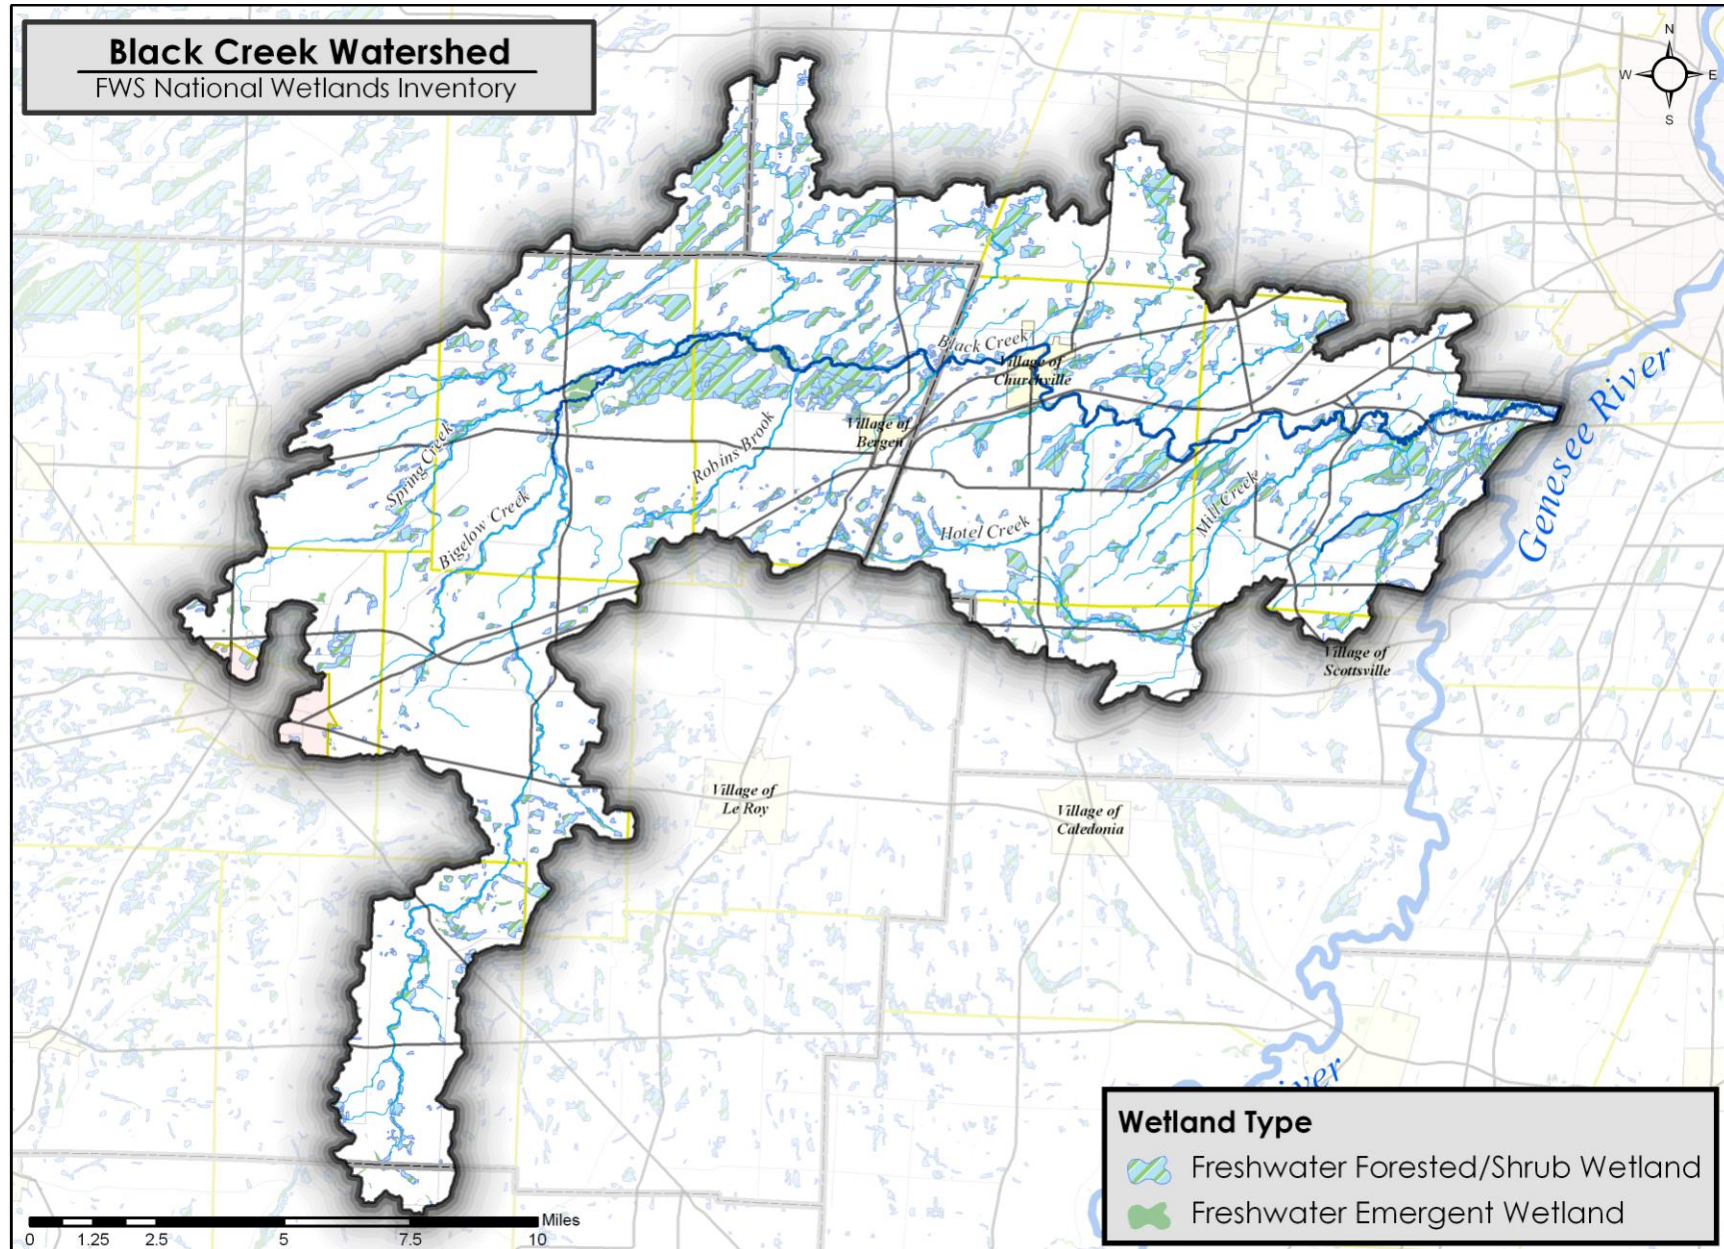 Black Creek Watershed
FWS National Wetlands Inventory
N
W
E
S
Black Creek
Village of
Churchville
Village of
Bergen
Robins Brook
Spring Creek
Bigelow Creek
Hotel Creek
Mill Creek
Genesee River
Village of
Scottsville
Village of
Le Roy
Village of
Caledonia
iver
Wetland Type
Freshwater Forested/Shrub Wetland
Freshwater Emergent Wetland
Miles
0 1.25 2.5 5 7.5 10